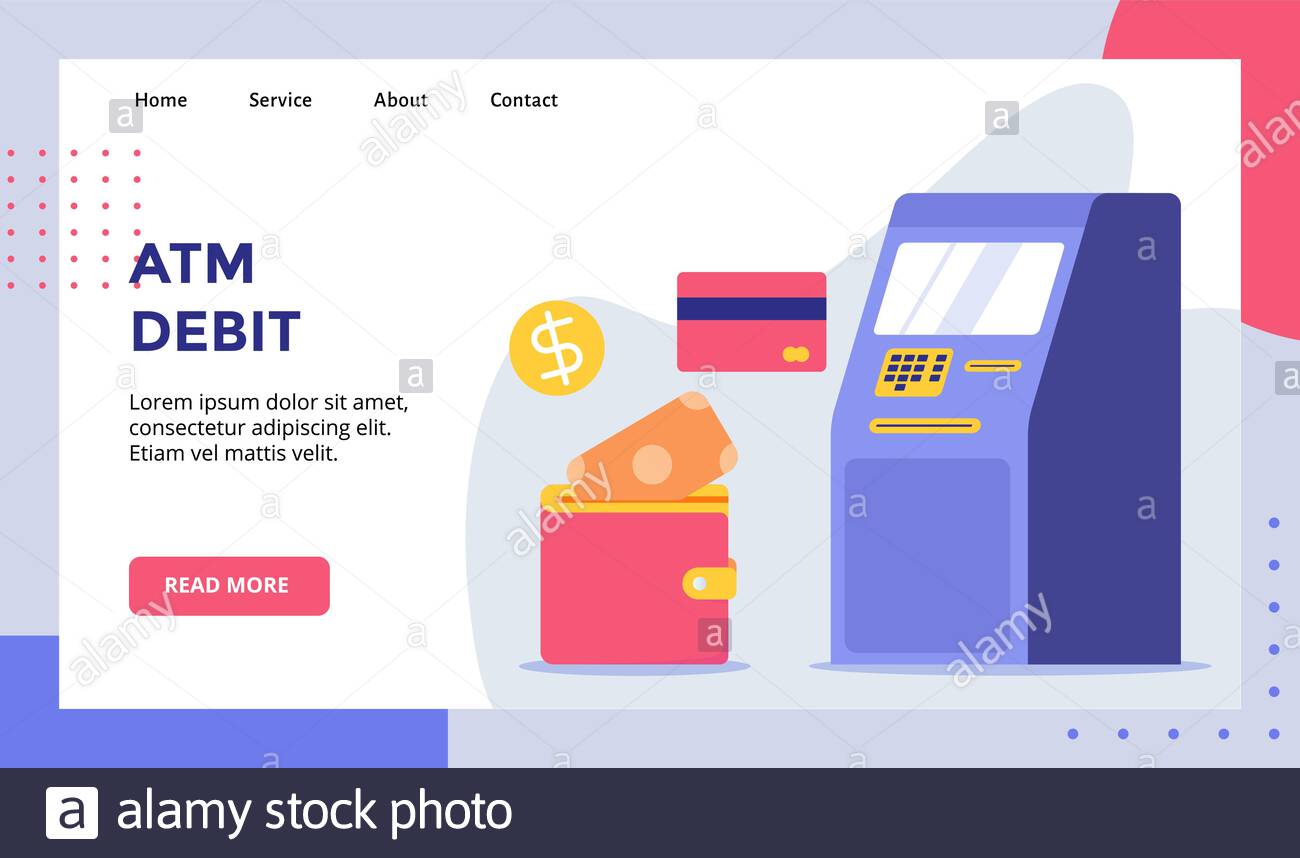 Home Service About Contact
ATM
DEBIT
Lorem ipsum dolor sit amet,
consectetur adipiscing elit.
Etiam vel mattis velit.
READ MORE
a alamy stock photo